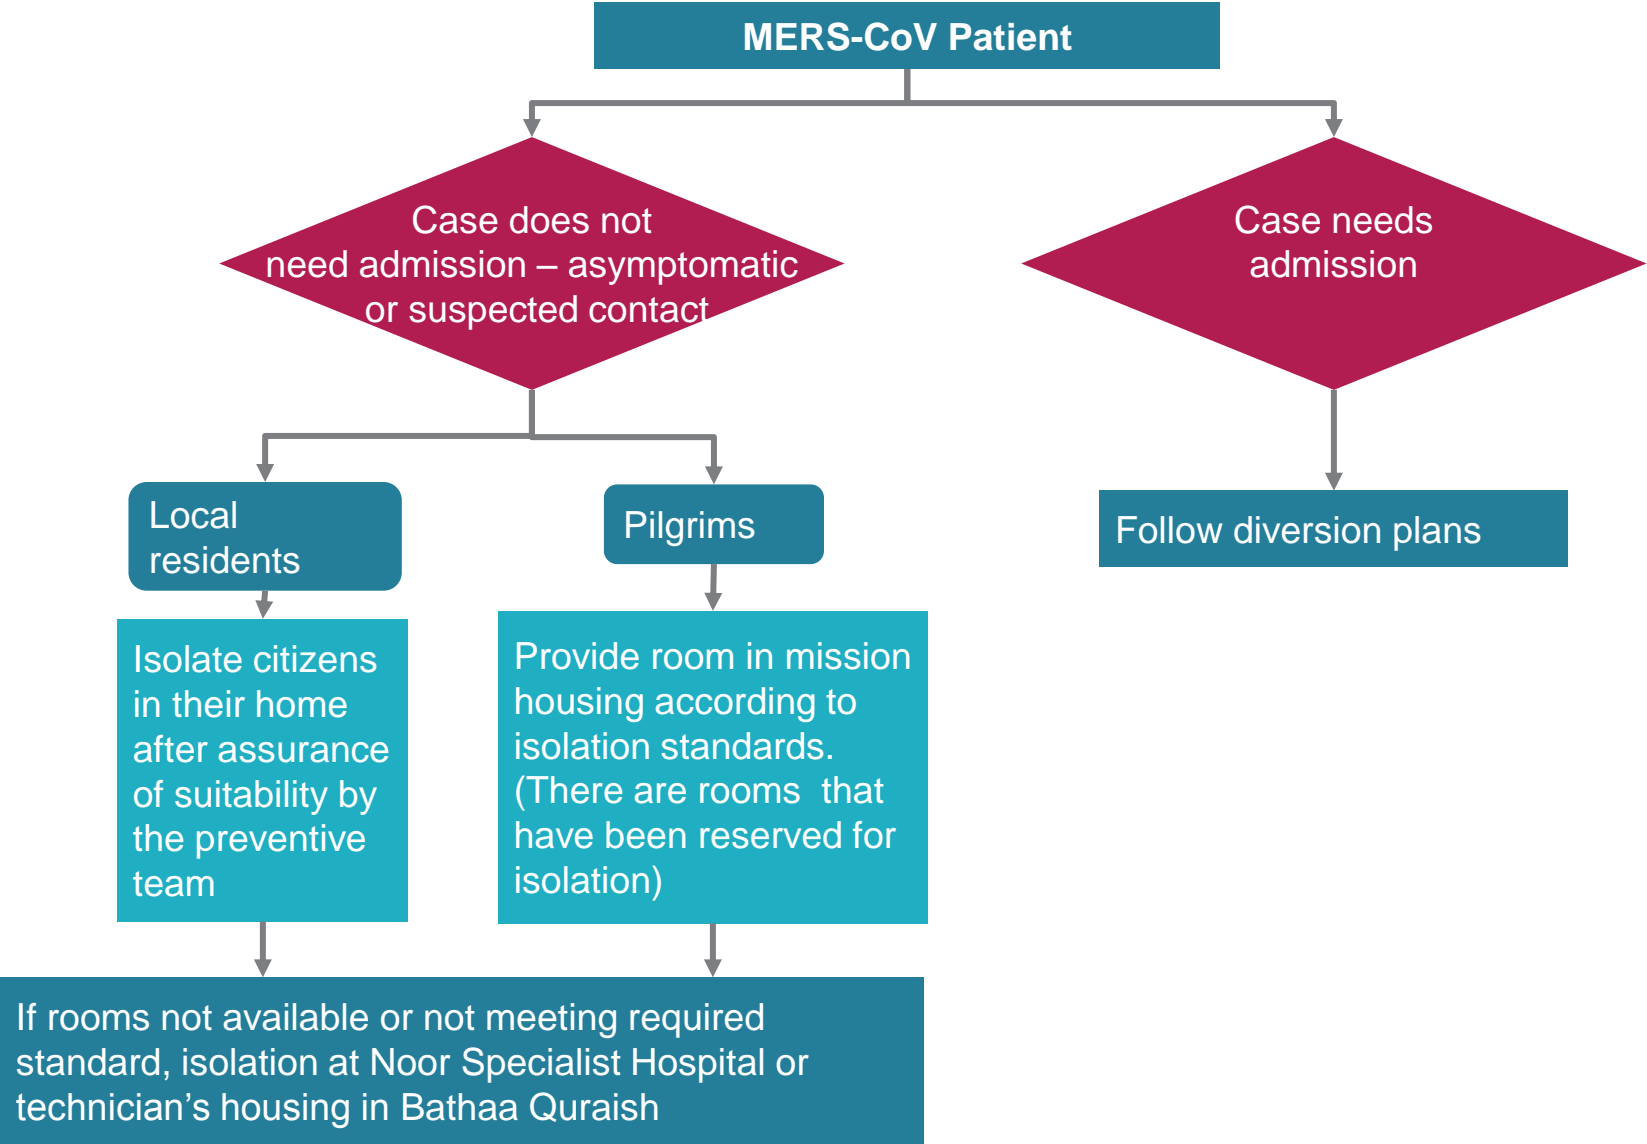 MERS-CoV Patient
Case does not
need admission – asymptomatic
or suspected contact
Case needs
admission
Local
residents
Pilgrims
Follow diversion plans
Isolate citizens
in their home
after assurance
of suitability by
the preventive
team
Provide room in mission
housing according to
isolation standards.
(There are rooms  that
have been reserved for
isolation)
If rooms not available or not meeting required
standard, isolation at Noor Specialist Hospital or
technician’s housing in Bathaa Quraish